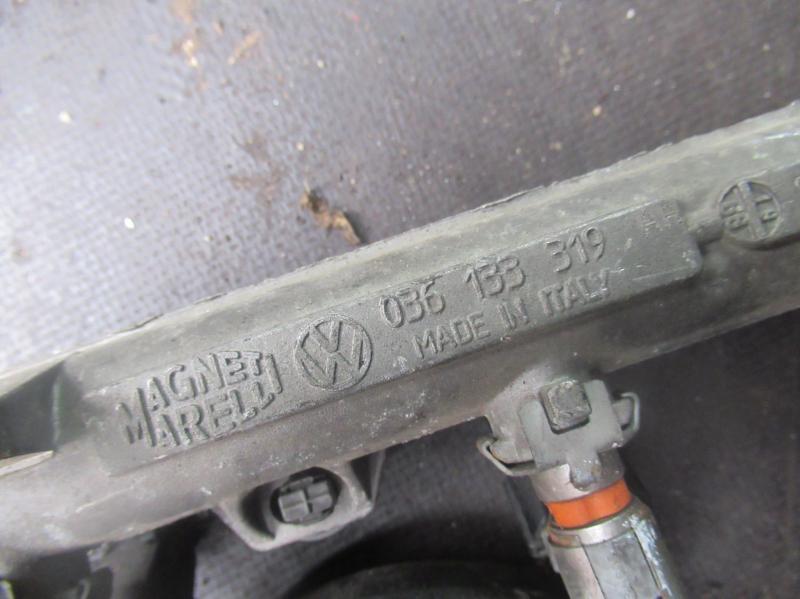 MAGNETI
MARELLI
036 133 319
MADE IN ITALY